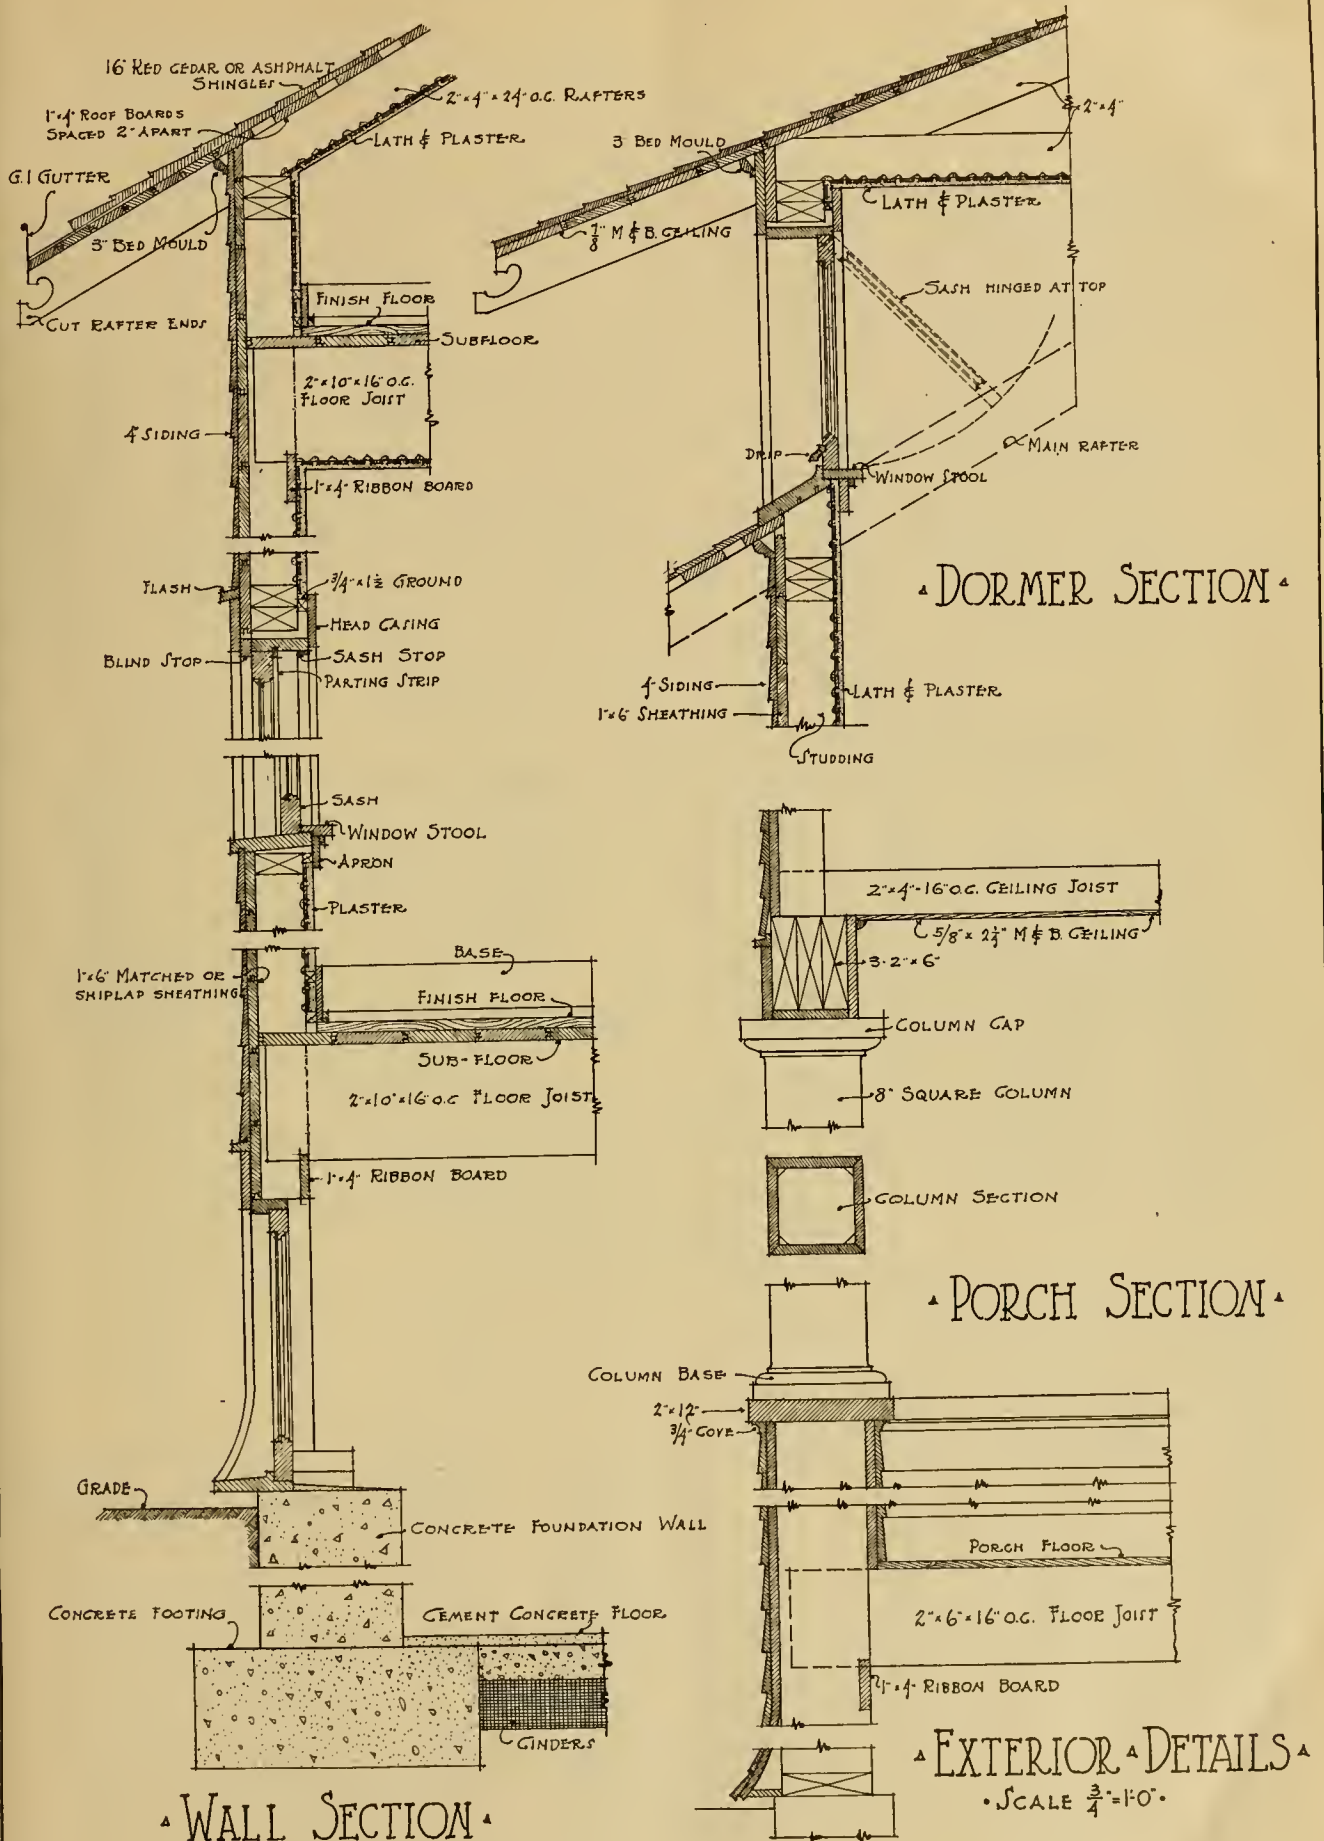 16" RED CEDAR OR ASHPHALT
SHINGLES
1"x4" ROOF BOARDS
SPACED 2" APART
2"x4"x24" O.C. RAFTERS
LATH & PLASTER
G.I GUTTER
3" BED MOULD
CUT RAFTER ENDS
FINISH FLOOR
SUBFLOOR
2"x10"x16" O.C.
FLOOR JOIST
4" SIDING
1"x4" RIBBON BOARD
FLASH
3/4"x1½ GROUND
HEAD CASING
BLIND STOP
SASH STOP
PARTING STRIP
SASH
WINDOW STOOL
APRON
PLASTER
1"x6" MATCHED OR
SHIPLAP SHEATHING
BASE
FINISH FLOOR
SUB-FLOOR
2"x10"x16" O.C FLOOR JOIST
1"x4" RIBBON BOARD
GRADE
CONCRETE FOUNDATION WALL
CONCRETE FOOTING
CEMENT CONCRETE FLOOR
CINDERS
WALL SECTION
3" BED MOULD
2"x4"
LATH & PLASTER
7/8" M & B. CEILING
SASH HINGED AT TOP
DRIP
MAIN RAFTER
WINDOW STOOL
DORMER SECTION
4" SIDING
1"x6" SHEATHING
LATH & PLASTER
STUDDING
2"x4"-16" O.C. CEILING JOIST
5/8"x2¼" M & B. CEILING
3-2"x6"
COLUMN CAP
8" SQUARE COLUMN
COLUMN SECTION
PORCH SECTION
COLUMN BASE
2"x12"
3/4" COVE
PORCH FLOOR
2"x6"x16" O.C. FLOOR JOIST
1"x4" RIBBON BOARD
EXTERIOR DETAILS
SCALE 3/4"=1'-0"